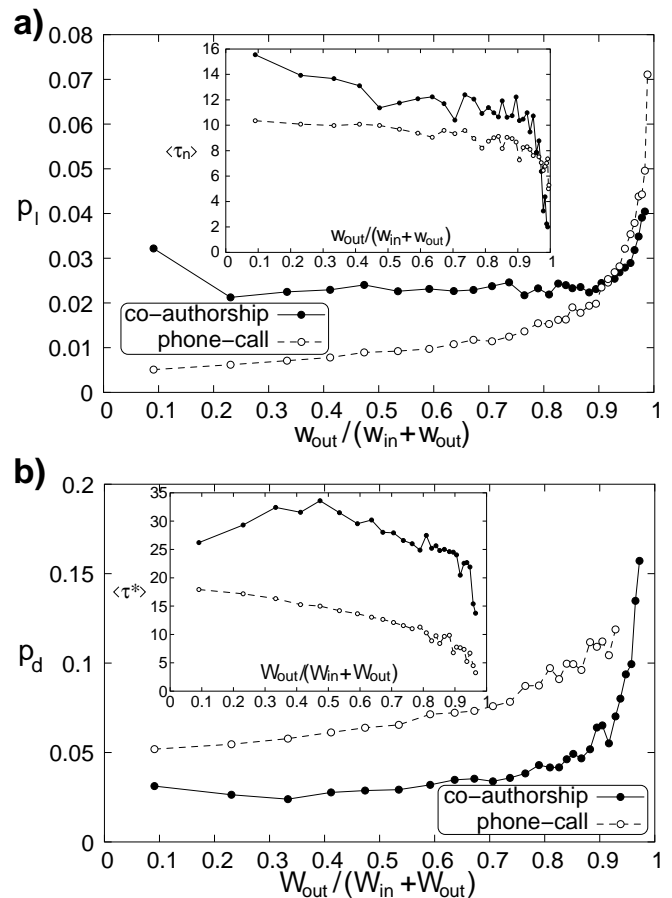 a)
0.08
0.07
0.06
0.05
0.04
0.03
0.02
0.01
0
p_l
0 0.1 0.2 0.3 0.4 0.5 0.6 0.7 0.8 0.9 1
w_out/(w_in+w_out)
co−authorship
phone−call
16
14
12
10
8
6
4
2
0
⟨τ_n⟩
0 0.1 0.2 0.3 0.4 0.5 0.6 0.7 0.8 0.9 1
w_out/(w_in+w_out)
b)
0.2
0.15
0.1
0.05
0
p_d
0 0.1 0.2 0.3 0.4 0.5 0.6 0.7 0.8 0.9 1
W_out/(W_in+W_out)
co−authorship
phone−call
35
30
25
20
15
10
5
0
⟨τ*⟩
0 0.1 0.2 0.3 0.4 0.5 0.6 0.7 0.8 0.9 1
W_out/(W_in+W_out)